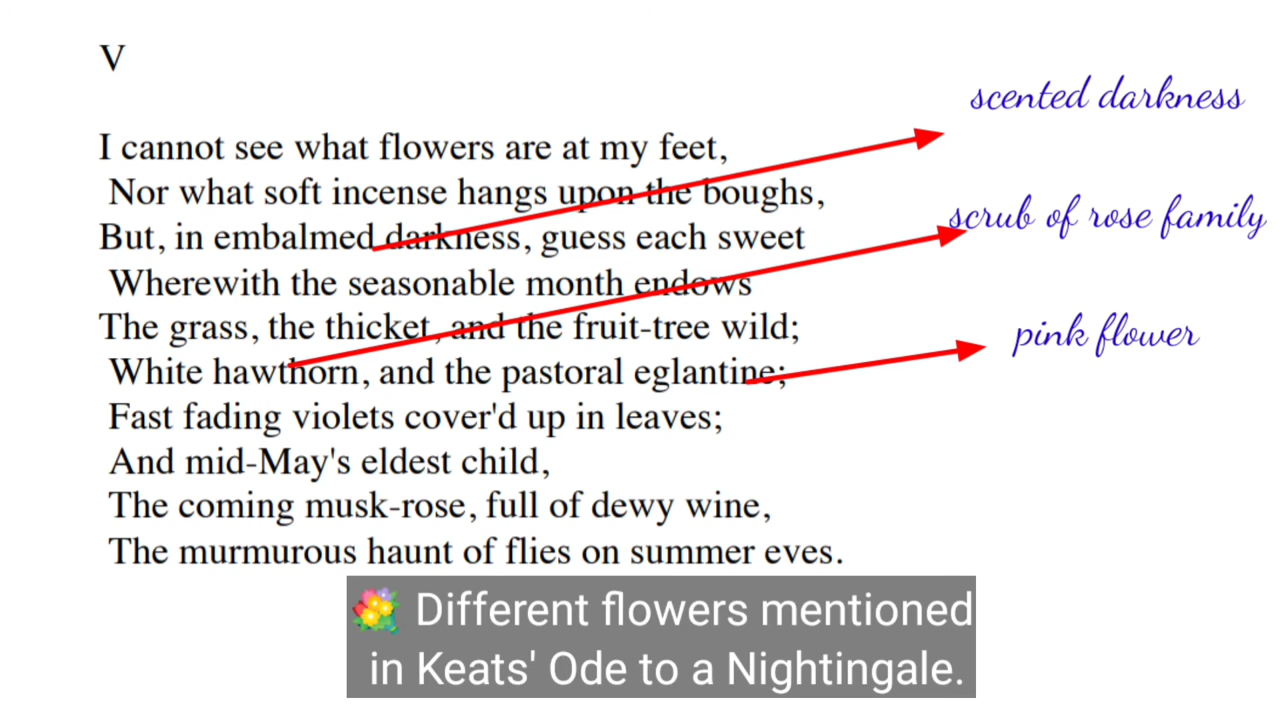 V
I cannot see what flowers are at my feet,
Nor what soft incense hangs upon the boughs,
But, in embalmed darkness, guess each sweet
Wherewith the seasonable month endows
The grass, the thicket, and the fruit-tree wild;
White hawthorn, and the pastoral eglantine;
Fast fading violets cover'd up in leaves;
And mid-May's eldest child,
The coming musk-rose, full of dewy wine,
The murmurous haunt of flies on summer eves.
scented darkness
scrub of rose family
pink flower
💐 Different flowers mentioned
in Keats' Ode to a Nightingale.